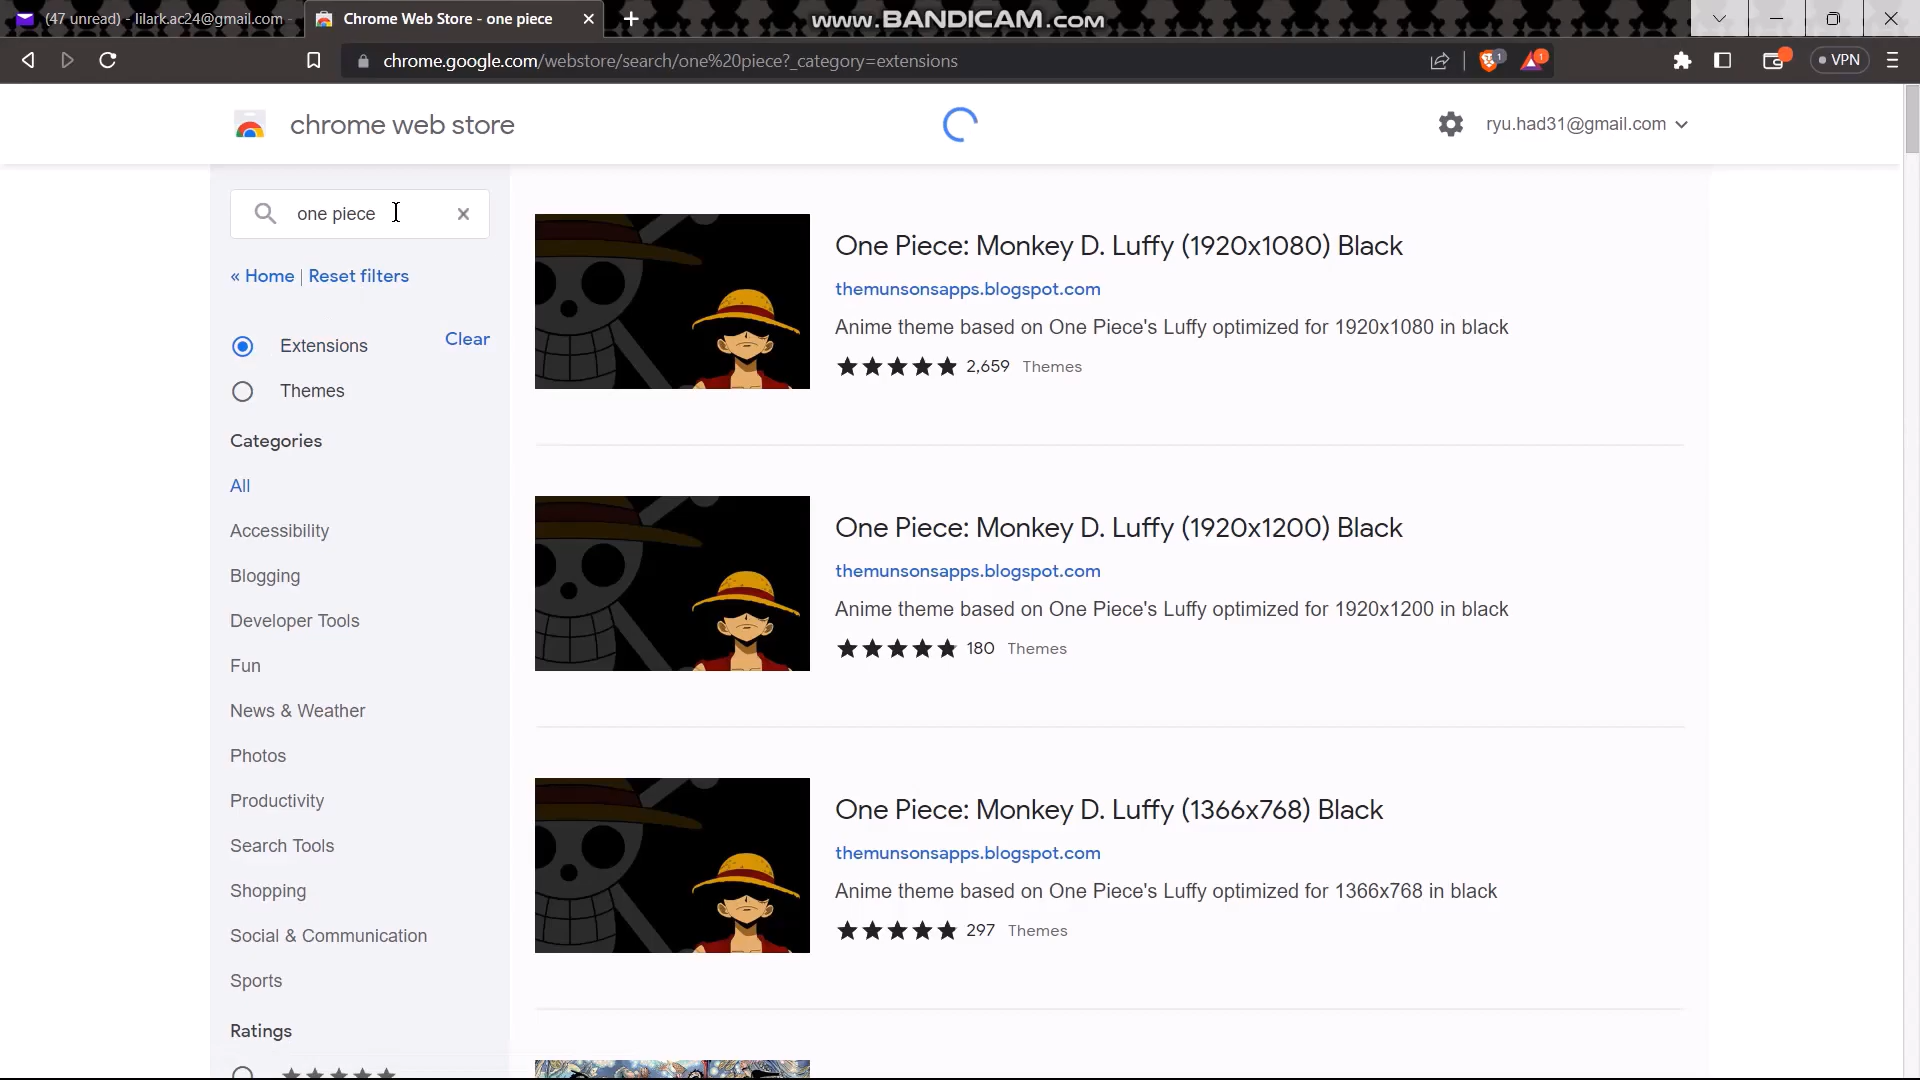 (47 unread) - lilark.ac24@gmail.com -
Chrome Web Store - one piece
www.BANDICAM.com
chrome.google.com/webstore/search/one%20piece?_category=extensions
1
1
VPN
chrome web store
ryu.had31@gmail.com
one piece
« Home | Reset filters
Extensions
Clear
Themes
Categories
All
Accessibility
Blogging
Developer Tools
Fun
News & Weather
Photos
Productivity
Search Tools
Shopping
Social & Communication
Sports
Ratings
One Piece: Monkey D. Luffy (1920x1080) Black
themunsonsapps.blogspot.com
Anime theme based on One Piece's Luffy optimized for 1920x1080 in black
2,659 Themes
One Piece: Monkey D. Luffy (1920x1200) Black
themunsonsapps.blogspot.com
Anime theme based on One Piece's Luffy optimized for 1920x1200 in black
180 Themes
One Piece: Monkey D. Luffy (1366x768) Black
themunsonsapps.blogspot.com
Anime theme based on One Piece's Luffy optimized for 1366x768 in black
297 Themes